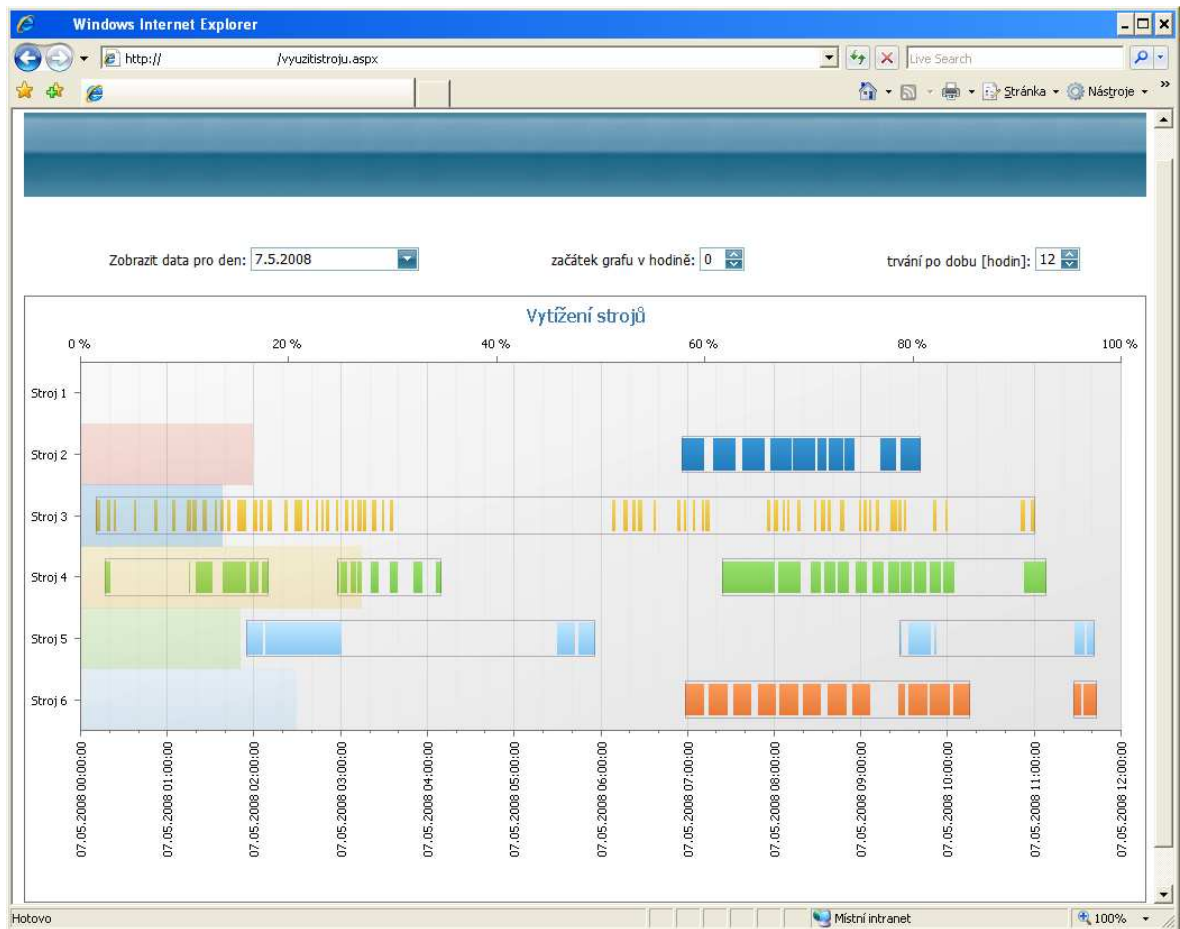 Windows Internet Explorer
http:// /vyuzitistroju.aspx
Live Search
Stránka Nástroje »
Zobrazit data pro den: 7.5.2008 začátek grafu v hodině: 0 trvání po dobu [hodin]: 12
Vytížení strojů
0 % 20 % 40 % 60 % 80 % 100 %
Stroj 1
Stroj 2
Stroj 3
Stroj 4
Stroj 5
Stroj 6
07.05.2008 00:00:00
07.05.2008 01:00:00
07.05.2008 02:00:00
07.05.2008 03:00:00
07.05.2008 04:00:00
07.05.2008 05:00:00
07.05.2008 06:00:00
07.05.2008 07:00:00
07.05.2008 08:00:00
07.05.2008 09:00:00
07.05.2008 10:00:00
07.05.2008 11:00:00
07.05.2008 12:00:00
Hotovo Místní intranet 100%